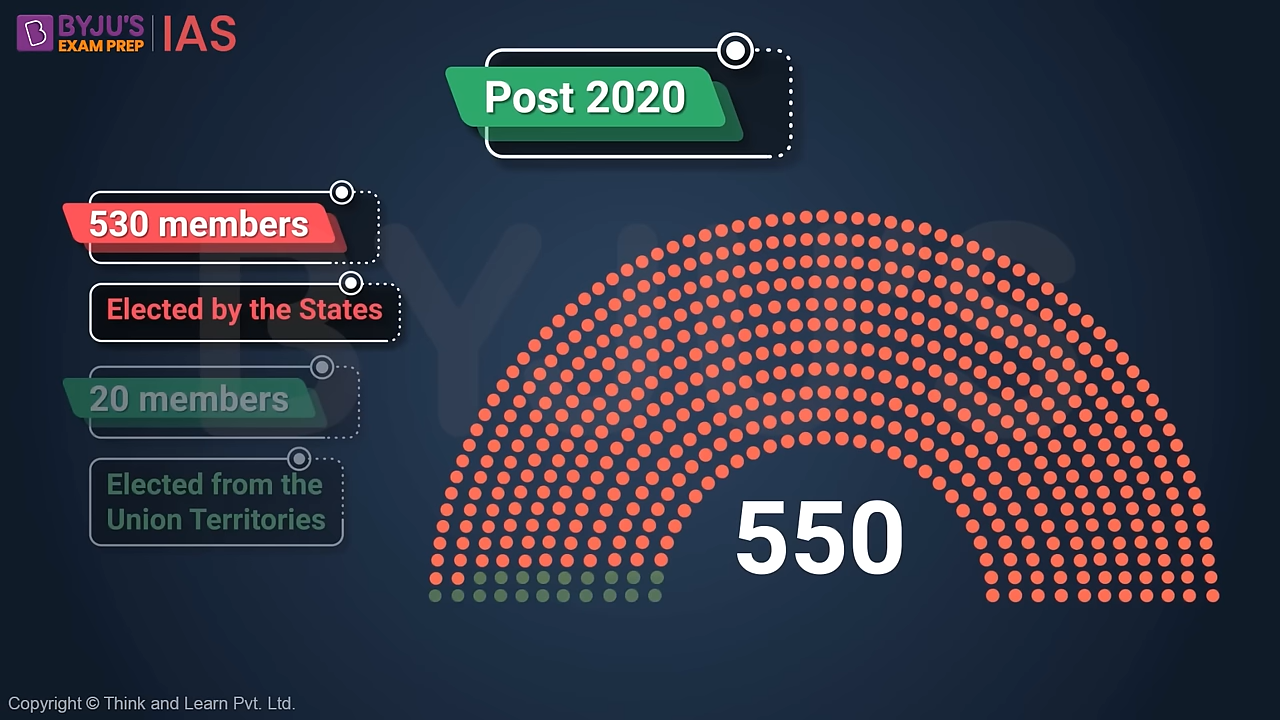 BYJU'S
EXAM PREP
IAS
Post 2020
530 members
Elected by the States
20 members
Elected from the
Union Territories
550
BYJU'S
Copyright © Think and Learn Pvt. Ltd.